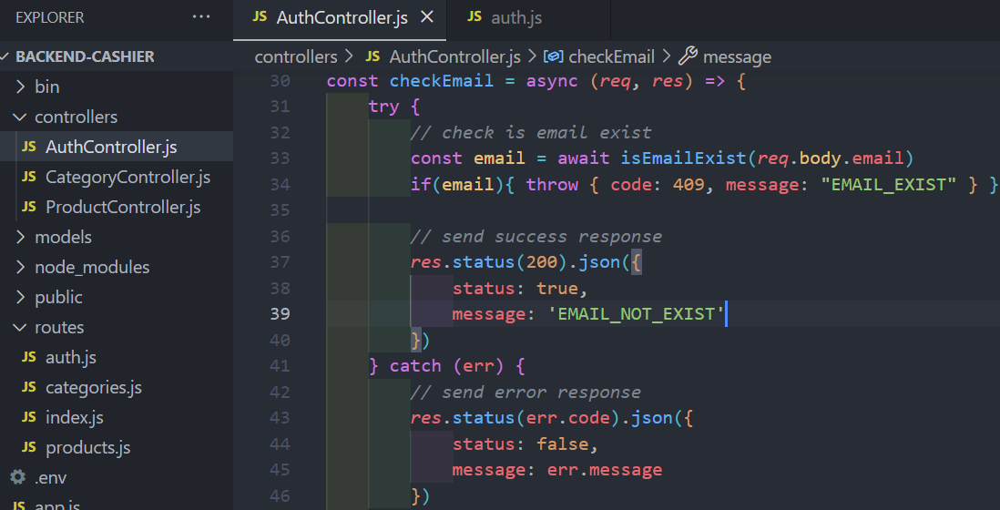 EXPLORER ...
JS AuthController.js ×
JS auth.js
BACKEND-CASHIER
bin
controllers
JS AuthController.js
JS CategoryController.js
JS ProductController.js
models
node_modules
public
routes
JS auth.js
JS categories.js
JS index.js
JS products.js
.env
JS app.js
controllers > JS AuthController.js > checkEmail > message
30 const checkEmail = async (req, res) => {
31 try {
32 // check is email exist
33 const email = await isEmailExist(req.body.email)
34 if(email){ throw { code: 409, message: "EMAIL_EXIST" } }
35
36 // send success response
37 res.status(200).json({
38 status: true,
39 message: 'EMAIL_NOT_EXIST'
40 })
41 } catch (err) {
42 // send error response
43 res.status(err.code).json({
44 status: false,
45 message: err.message
46 })